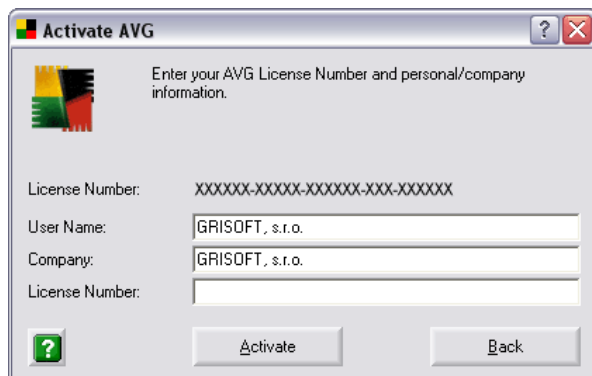 Activate AVG
?
Enter your AVG License Number and personal/company
information.
License Number: XXXXXX-XXXXX-XXXXXX-XXX-XXXXXX
User Name: GRISOFT, s.r.o.
Company: GRISOFT, s.r.o.
License Number:
? Activate Back